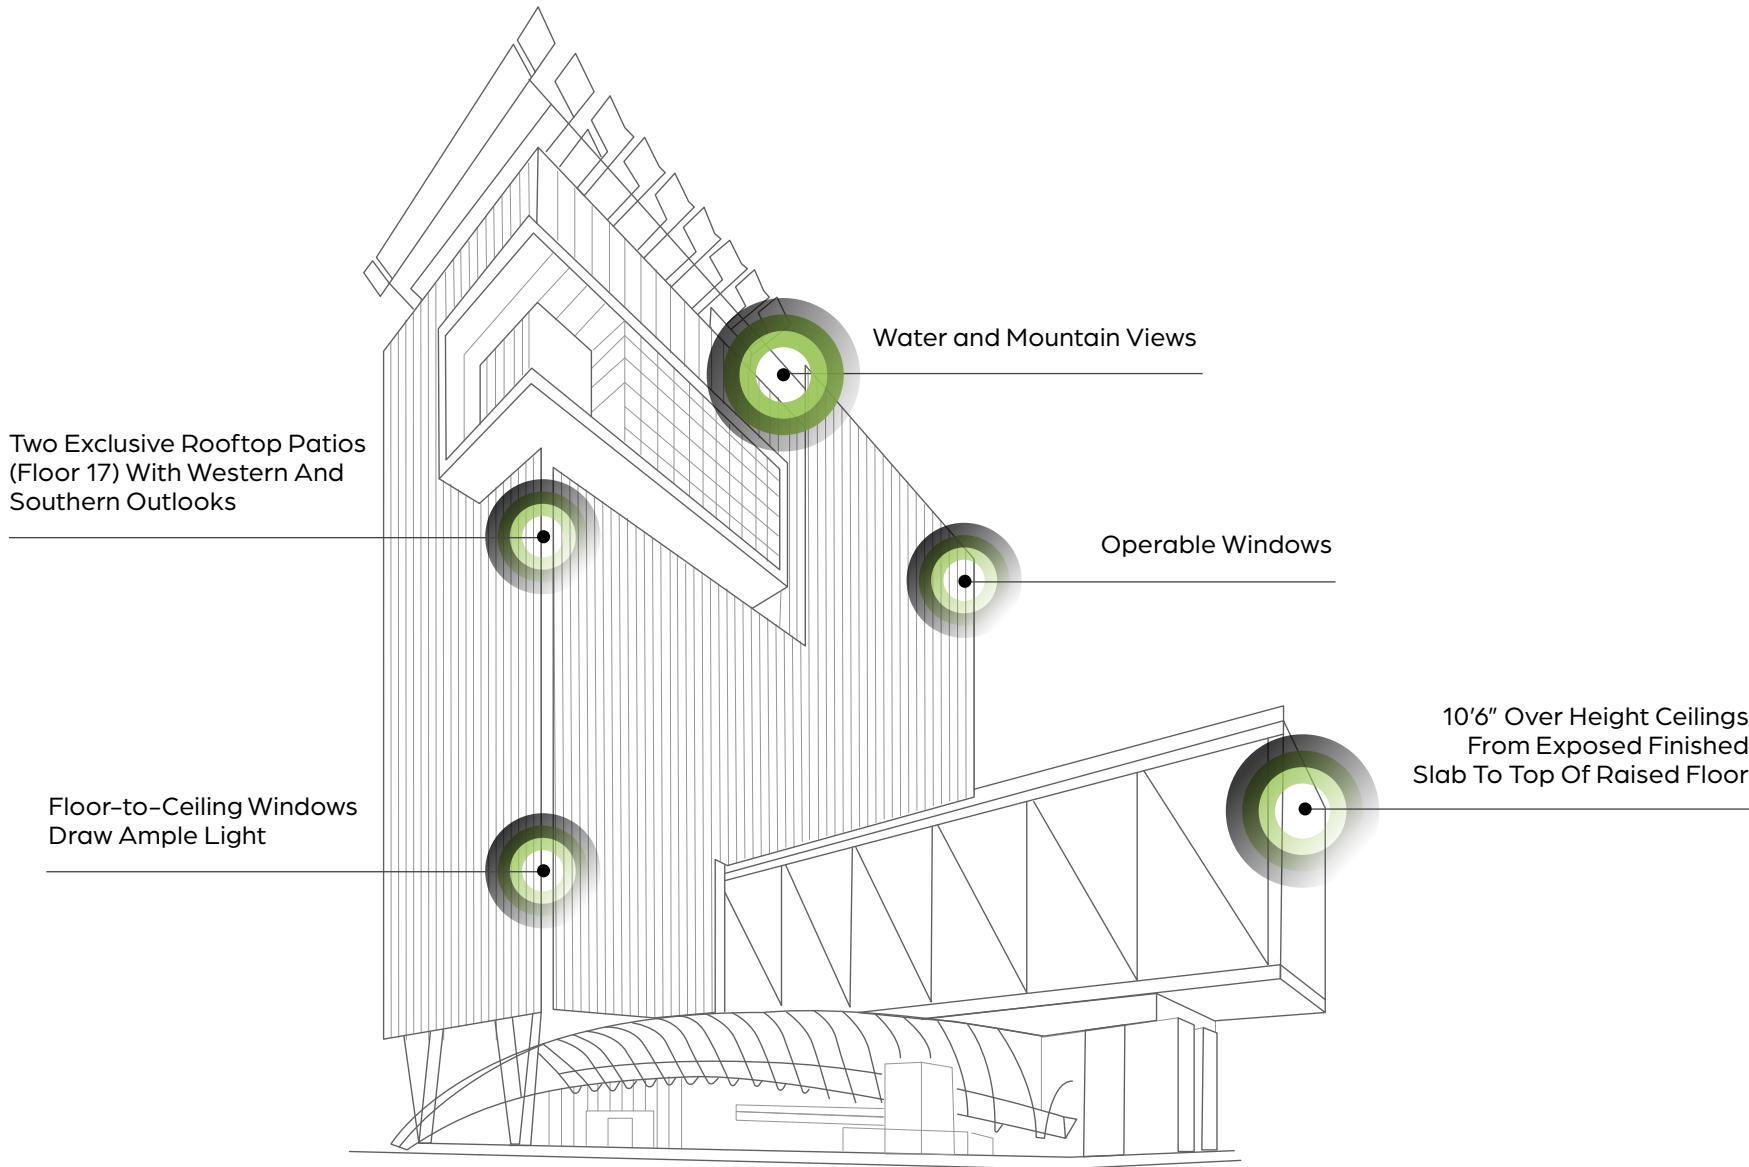 Water and Mountain Views
Two Exclusive Rooftop Patios
(Floor 17) With Western And
Southern Outlooks
Operable Windows
10’6” Over Height Ceilings
From Exposed Finished
Slab To Top Of Raised Floor
Floor-to-Ceiling Windows
Draw Ample Light